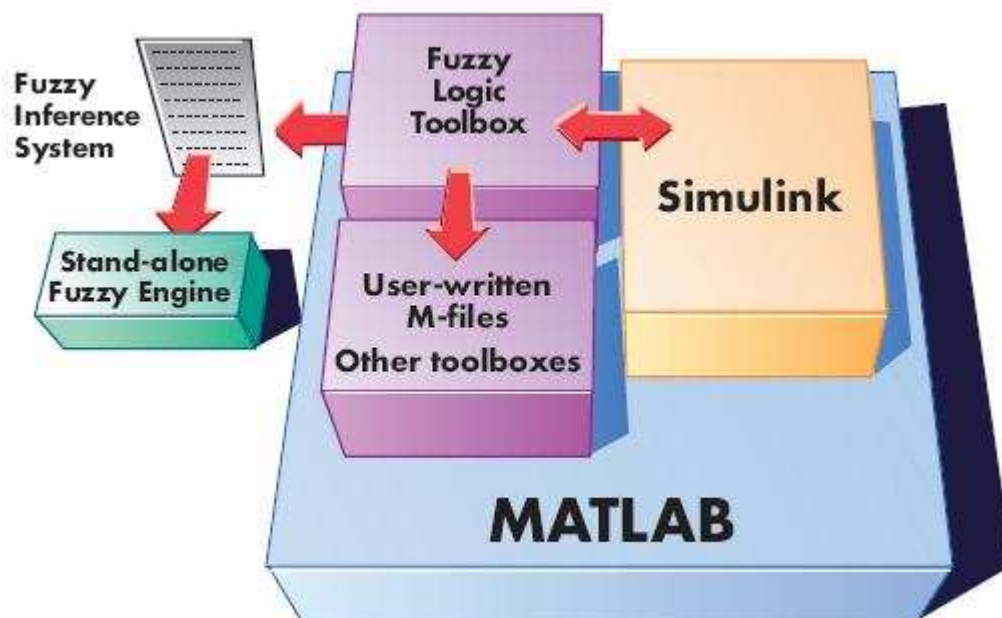 Fuzzy
Inference
System
Fuzzy
Logic
Toolbox
Simulink
Stand-alone
Fuzzy Engine
User-written
M-files
Other toolboxes
MATLAB